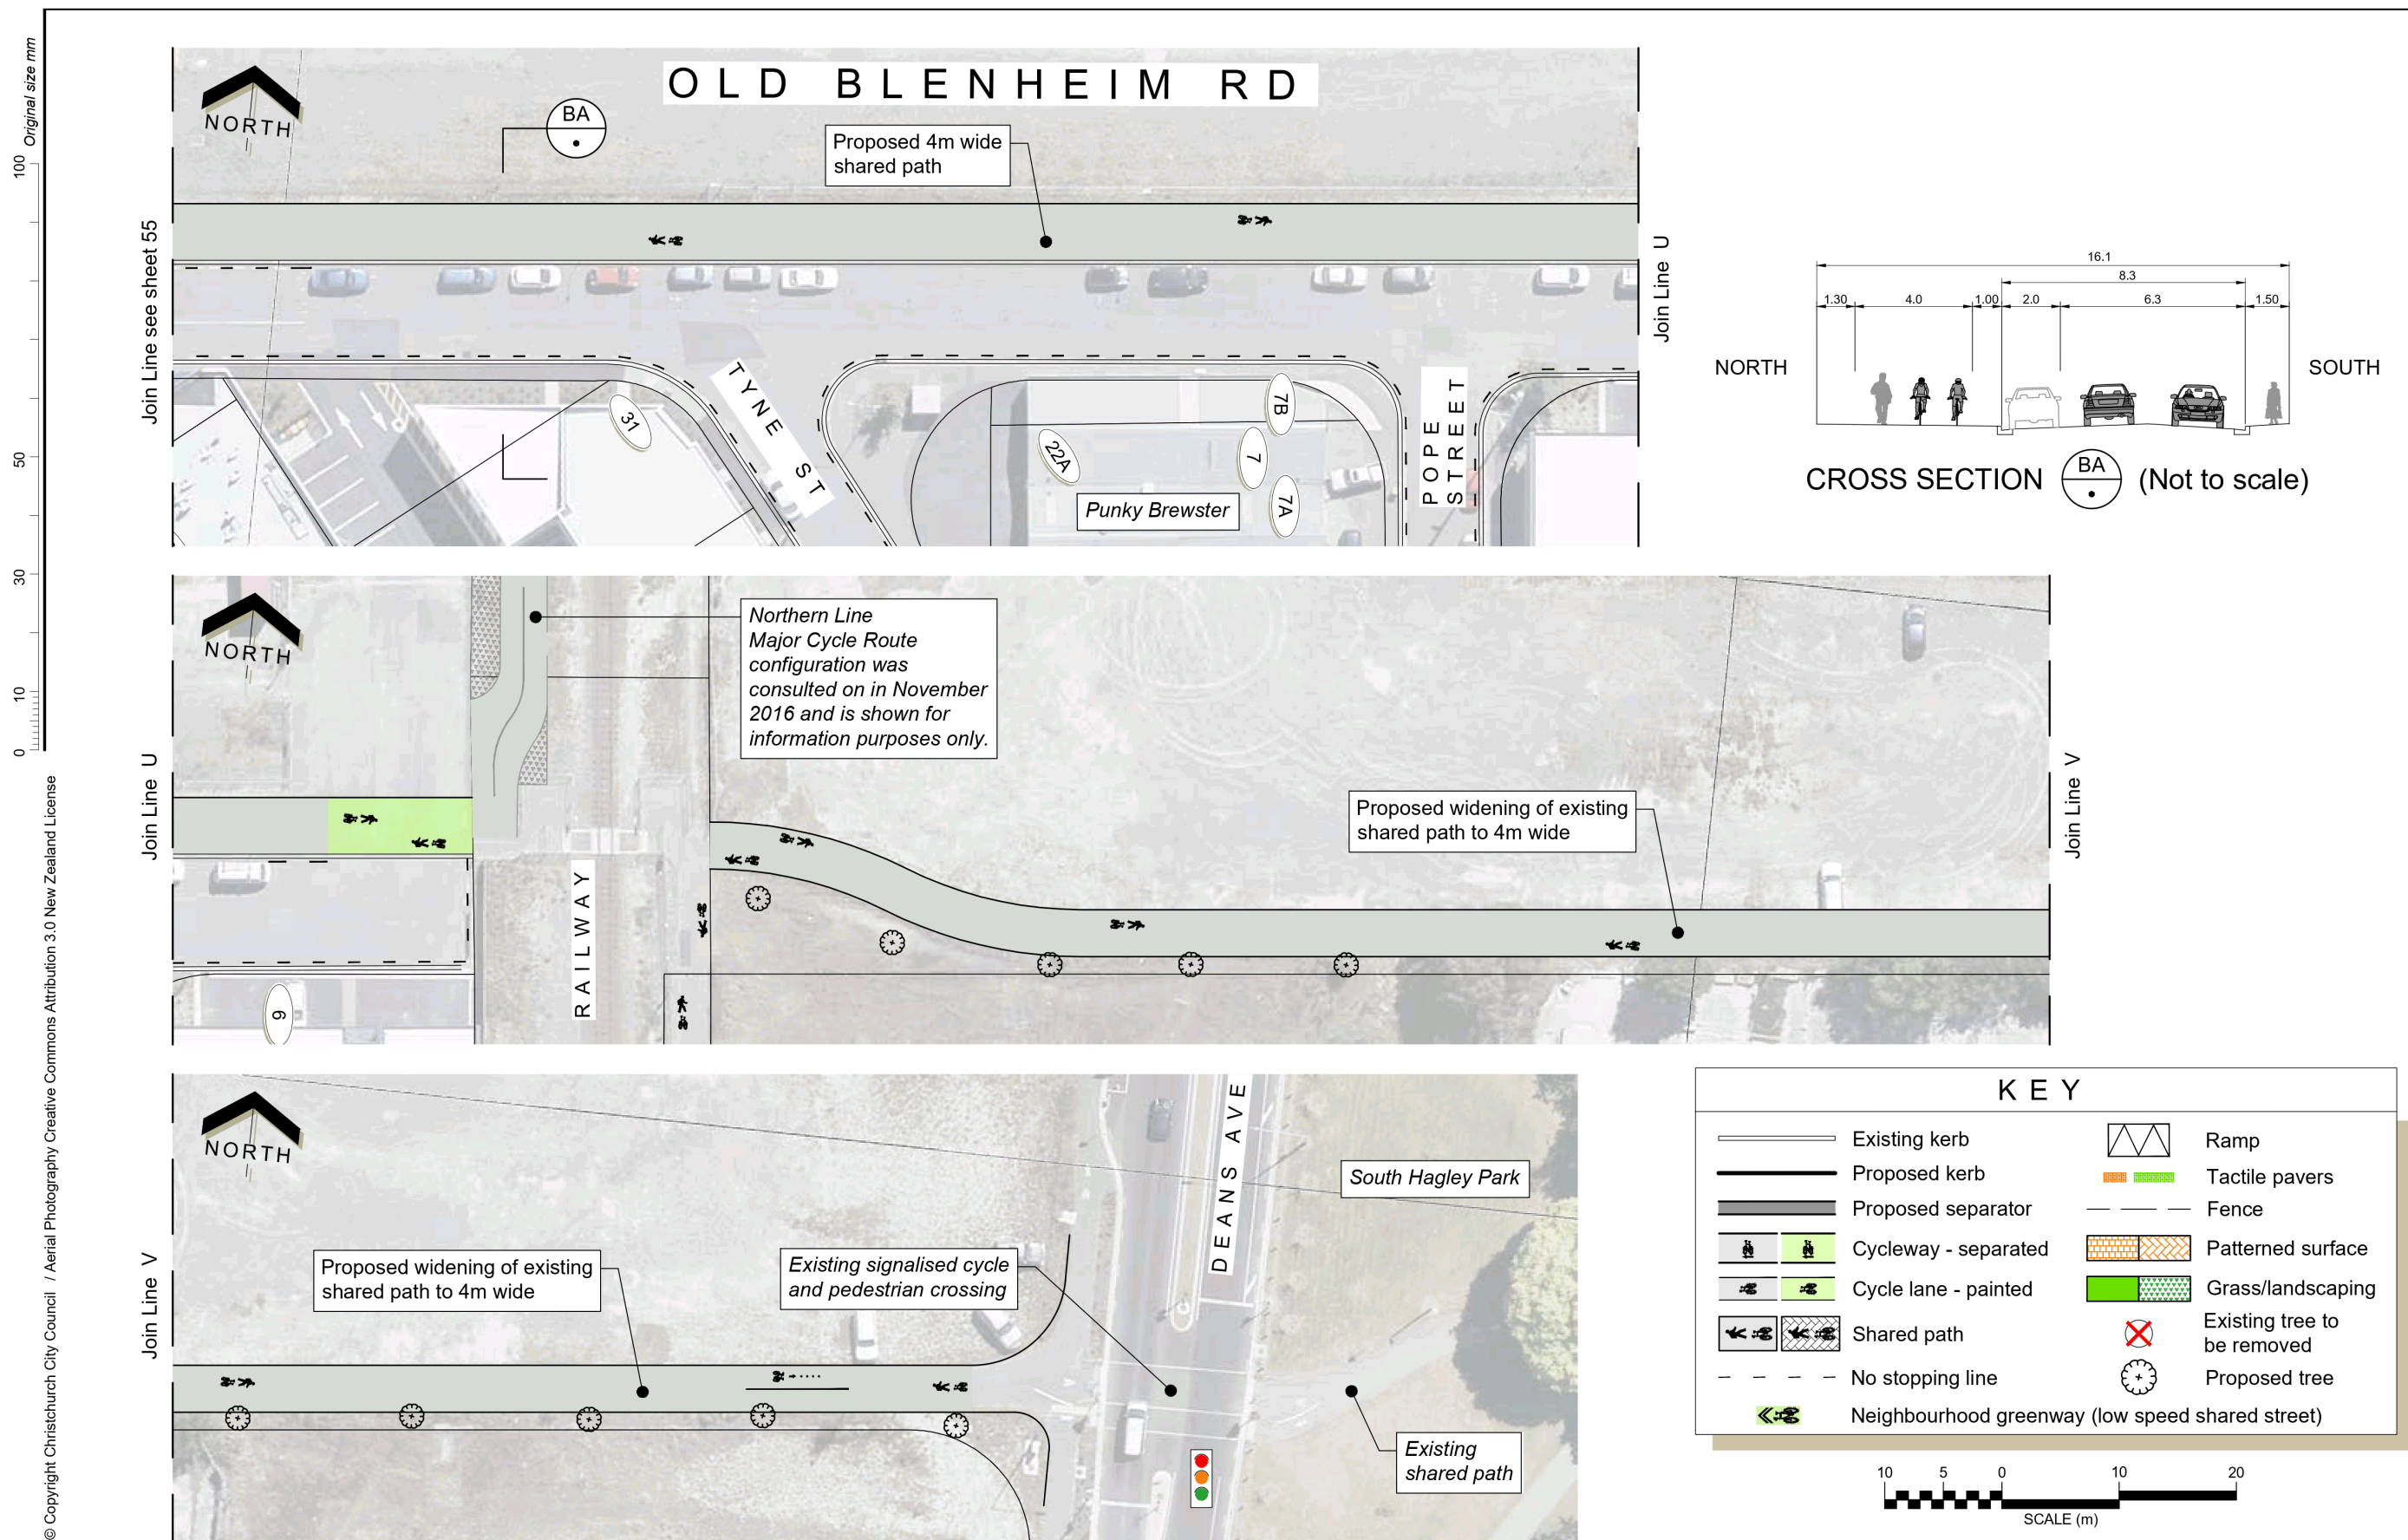 Original size mm
100
50
30
10
0
© Copyright Christchurch City Council / Aerial Photography Creative Commons Attribution 3.0 New Zealand License
OLD BLENHEIM RD
NORTH
BA
Proposed 4m wide
shared path
Join Line see sheet 55
Join Line U
TYNE ST
POPE
STREET
31
22A
7B
7
7A
Punky Brewster
16.1
8.3
1.30
4.0
1.00
2.0
6.3
1.50
NORTH
SOUTH
CROSS SECTION
BA
(Not to scale)
NORTH
Northern Line
Major Cycle Route
configuration was
consulted on in November
2016 and is shown for
information purposes only.
Join Line U
Proposed widening of existing
shared path to 4m wide
Join Line V
RAILWAY
9
NORTH
DEANS AVE
South Hagley Park
Join Line V
Proposed widening of existing
shared path to 4m wide
Existing signalised cycle
and pedestrian crossing
Existing
shared path
KEY
Existing kerb
Proposed kerb
Proposed separator
Cycleway - separated
Cycle lane - painted
Shared path
No stopping line
Neighbourhood greenway (low speed shared street)
Ramp
Tactile pavers
Fence
Patterned surface
Grass/landscaping
Existing tree to
be removed
Proposed tree
10 5 0 10 20
SCALE (m)